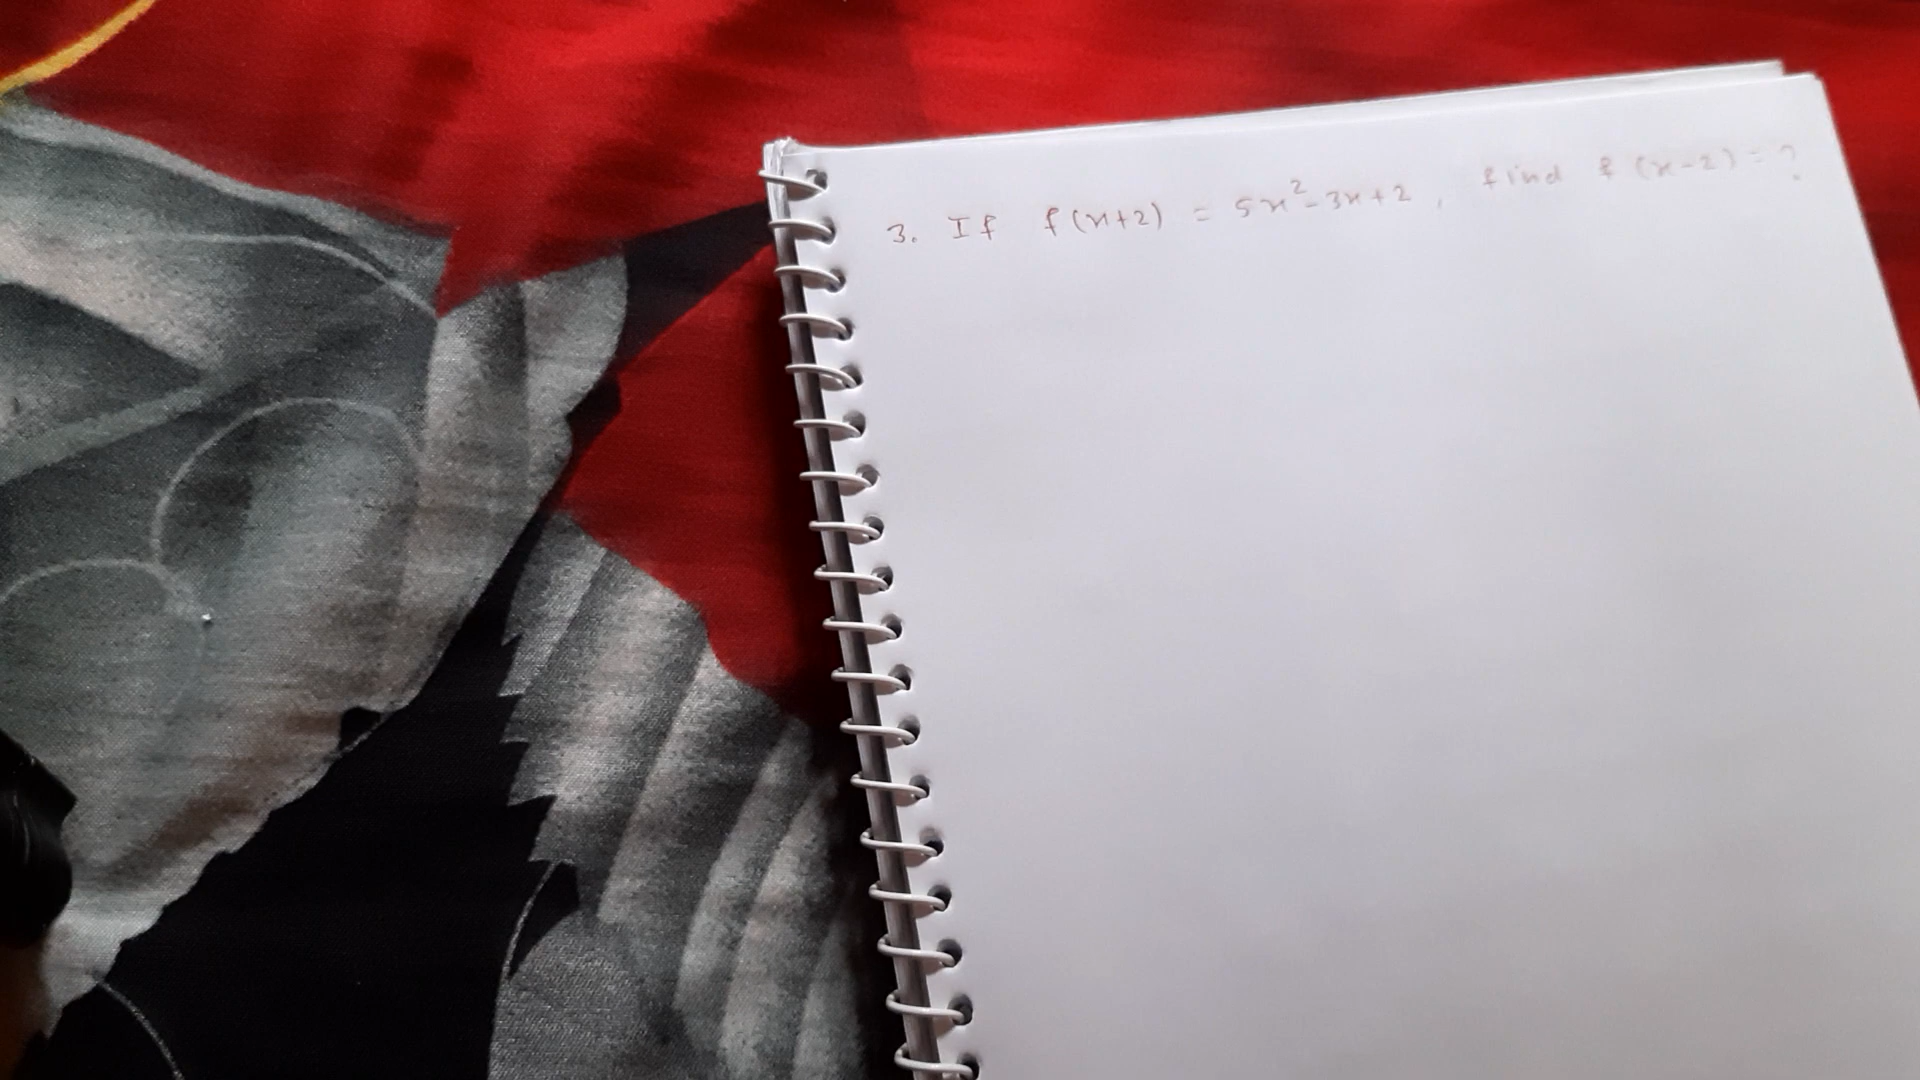 3. If f(x+2) = 5x²-3x+2, find f(x-2)=?